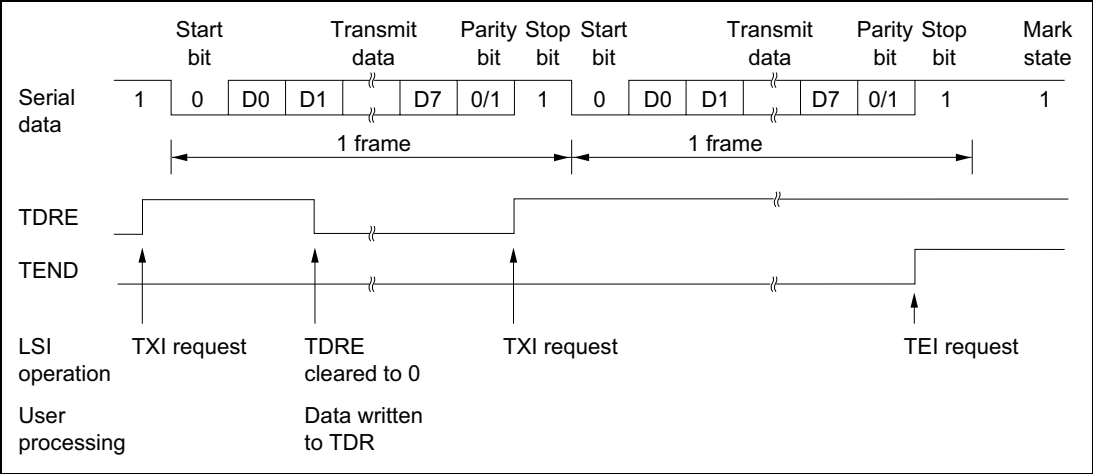 Start bit
Transmit data
Parity bit
Stop bit
Start bit
Transmit data
Parity bit
Stop bit
Mark state
Serial data
1 0 D0 D1 D7 0/1 1 0 D0 D1 D7 0/1 1 1
1 frame 1 frame
TDRE
TEND
LSI operation
TXI request
TDRE cleared to 0
TXI request
TEI request
User processing
Data written to TDR